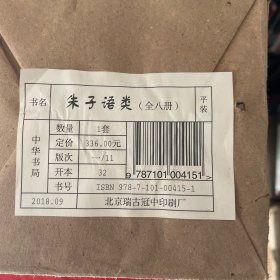 书名 朱子语类（全八册） 平装
中华书局
数量 1套
定价 336.00元
版次 一/11
开本 32
9 787101 004151 >
书号 ISBN 978-7-101-00415-1
2018.09 北京瑞古冠中印刷厂